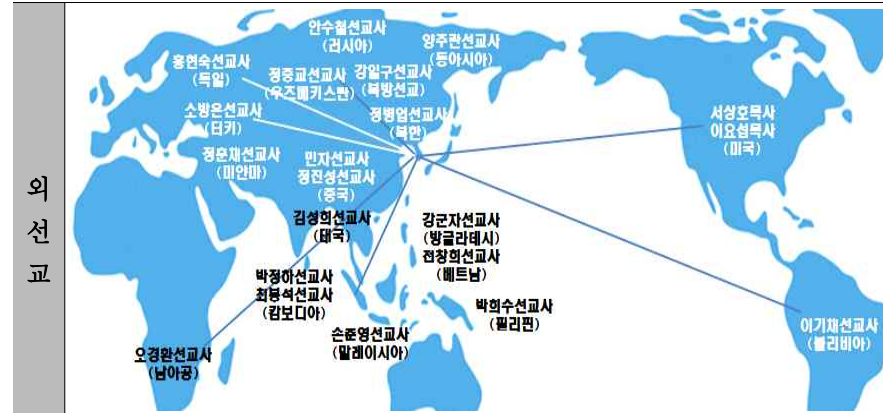 외
선
교
안수철선교사
(러시아)
양주란선교사
(동아시아)
홍현숙선교사
(독일)
정중교선교사
(우즈베키스탄)
강일구선교사
(북방선교)
소방온선교사
(터키)
정병업선교사
(북한)
정훈채선교사
(미얀마)
민자선교사
정진성선교사
(중국)
서상호목사
이요섭목사
(미국)
김성희선교사
(태국)
강군자선교사
(방글라데시)
전창희선교사
(베트남)
박정하선교사
최봉석선교사
(캄보디아)
박희수선교사
(필리핀)
손준영선교사
(말레이시아)
오경환선교사
(남아공)
이기채선교사
(볼리비아)